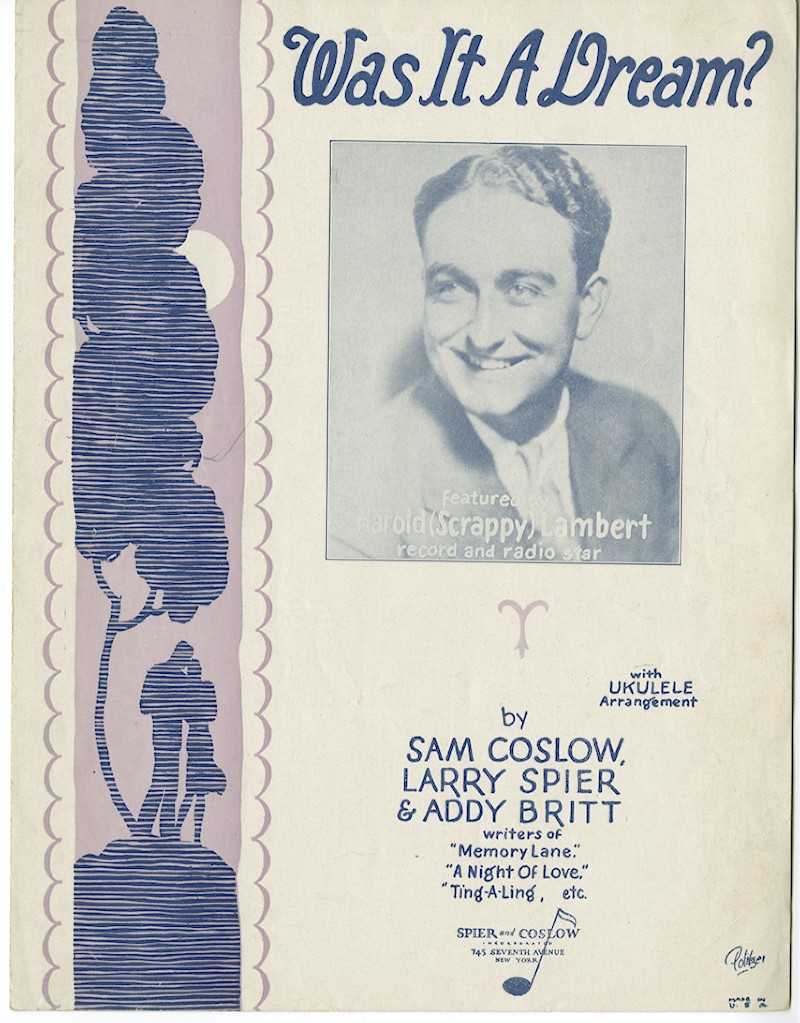 Was It A Dream?
featured by
Harold (Scrappy) Lambert
record and radio star
with
UKULELE
Arrangement
by
SAM COSLOW,
LARRY SPIER
& ADDY BRITT
writers of
"Memory Lane."
"A Night Of Love."
"Ting-A-Ling, etc.
SPIER and COSLOW
INCORPORATED
745 SEVENTH AVENUE
NEW YORK
MADE IN
U. S. A.